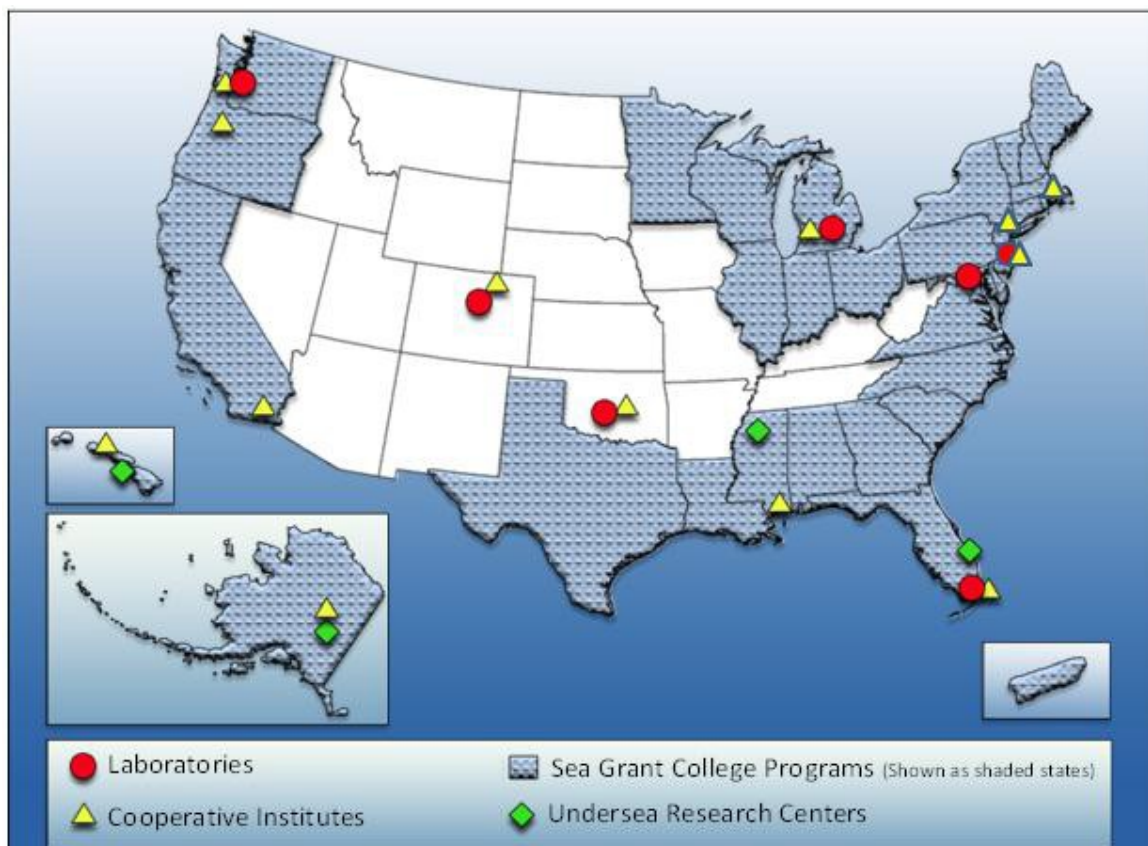 Laboratories
Sea Grant College Programs (Shown as shaded states)
Cooperative Institutes
Undersea Research Centers